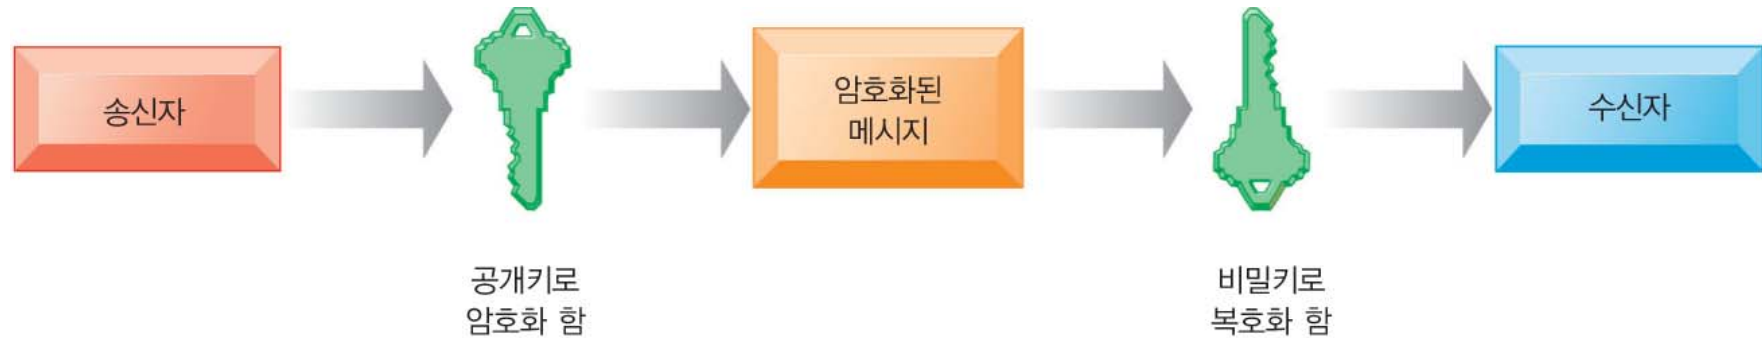 송신자
공개키로
암호화 함
암호화된
메시지
비밀키로
복호화 함
수신자